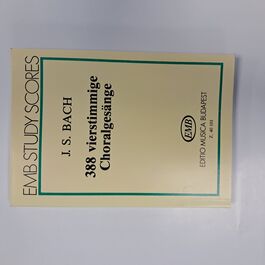 EMB STUDY SCORES
J. S. BACH
388 vierstimmige
Choralgesänge
EMB
EDITIO MUSICA BUDAPEST